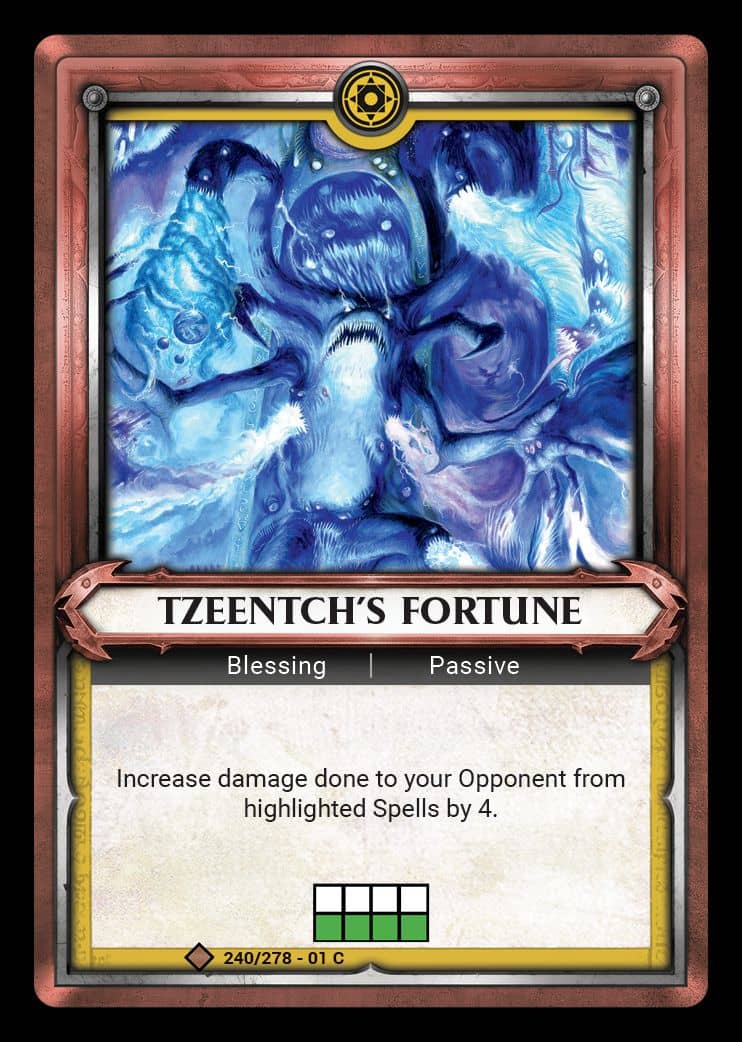 TZEENTCH'S FORTUNE
Blessing | Passive
Increase damage done to your Opponent from
highlighted Spells by 4.
240/278 - 01 C